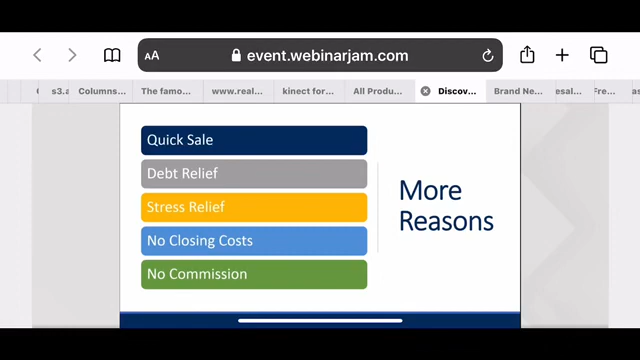 AA event.webinarjam.com
s3.a Columns... The famo... www.real... kinect for... All Produ... Discov... Brand Ne... esal... Fre...
Quick Sale
Debt Relief
Stress Relief
No Closing Costs
No Commission
More
Reasons